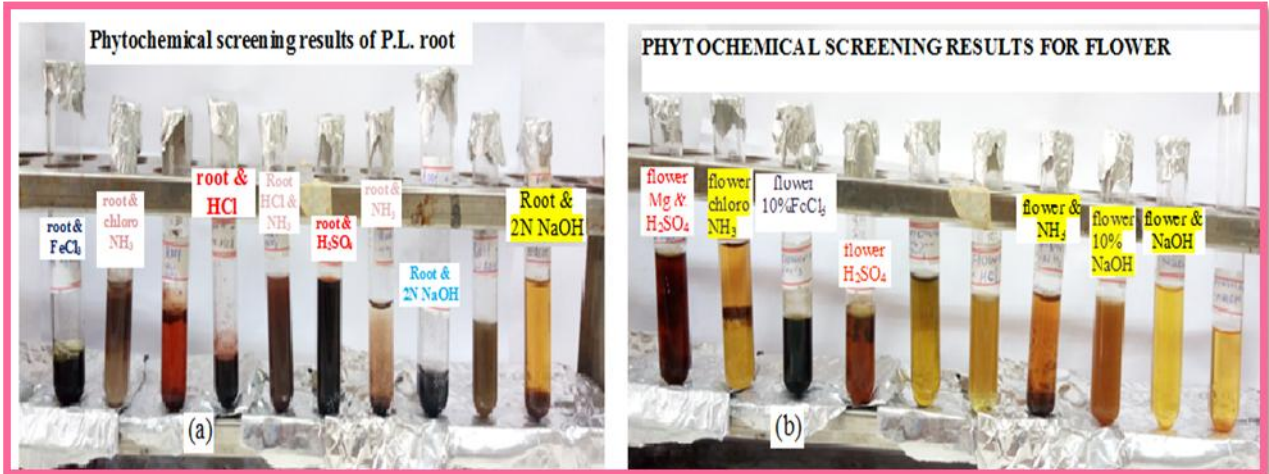 Phytochemical screening results of P.L. root
root &
FeCl₃
root &
chloro
NH₃
root &
HCl
Root
HCl &
NH₃
root &
H₂SO₄
root &
NH₃
Root &
2N NaOH
Root &
2N NaOH
(a)
PHYTOCHEMICAL SCREENING RESULTS FOR FLOWER
flower
Mg &
H₂SO₄
flower
chloro
NH₃
flower
10%FeCl₃
flower
H₂SO₄
flower &
NH₃
flower
10%
NaOH
flower &
NaOH
(b)